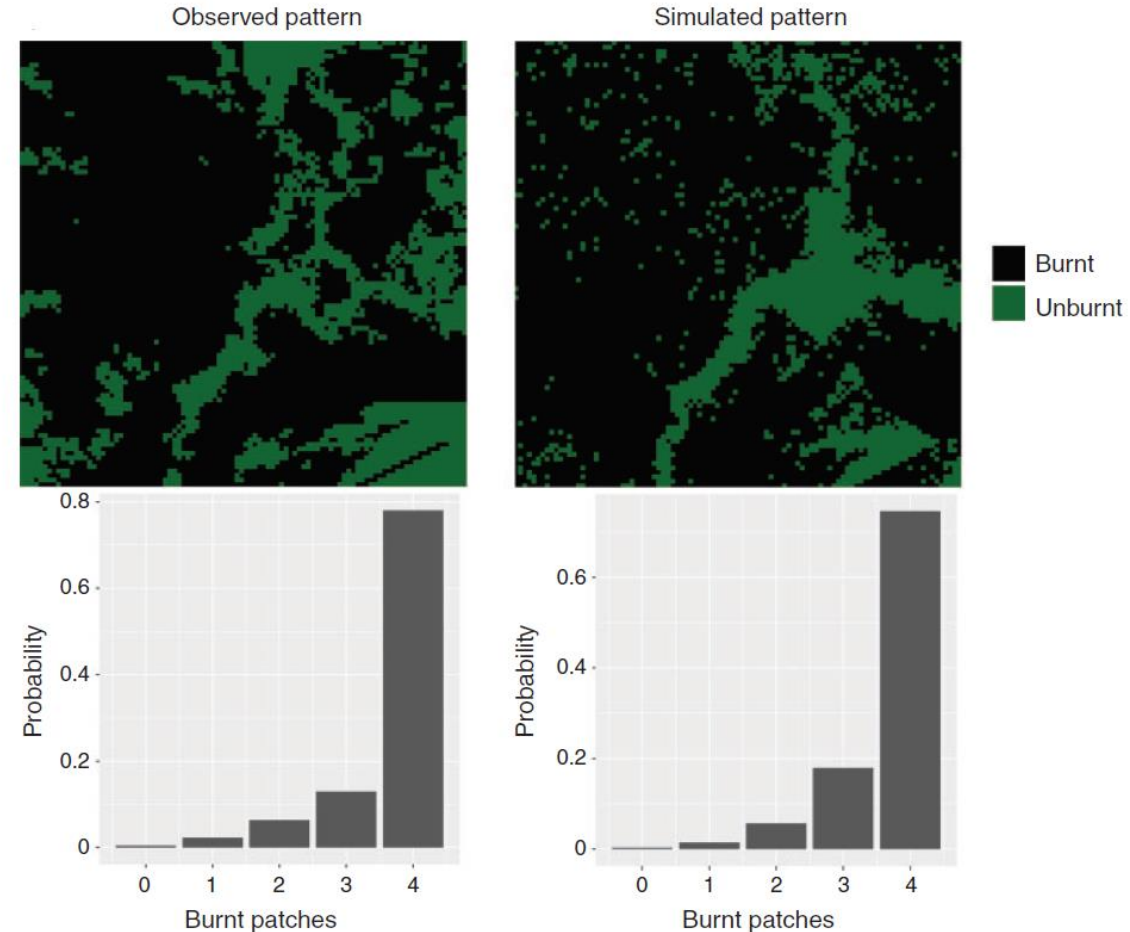 Observed pattern
Simulated pattern
Burnt
Unburnt
0.8
0.6
0.4
0.2
0
Probability
0 1 2 3 4
Burnt patches
0.6
0.4
0.2
0
Probability
0 1 2 3 4
Burnt patches